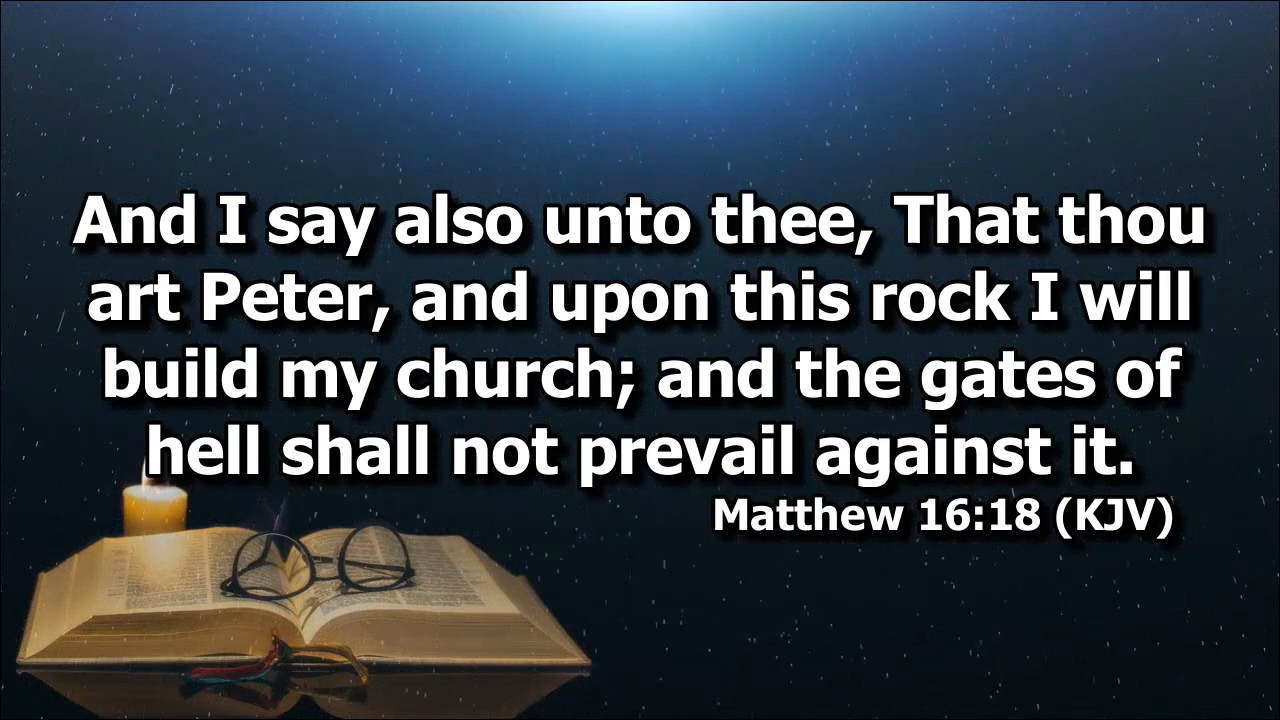 And I say also unto thee, That thou
art Peter, and upon this rock I will
build my church; and the gates of
hell shall not prevail against it.
Matthew 16:18 (KJV)